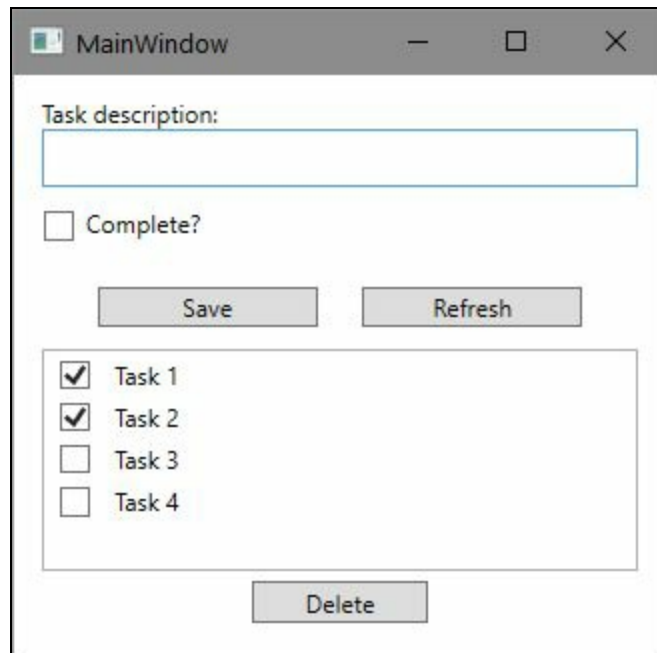 MainWindow
Task description:
Complete?
Save Refresh
Task 1
Task 2
Task 3
Task 4
Delete